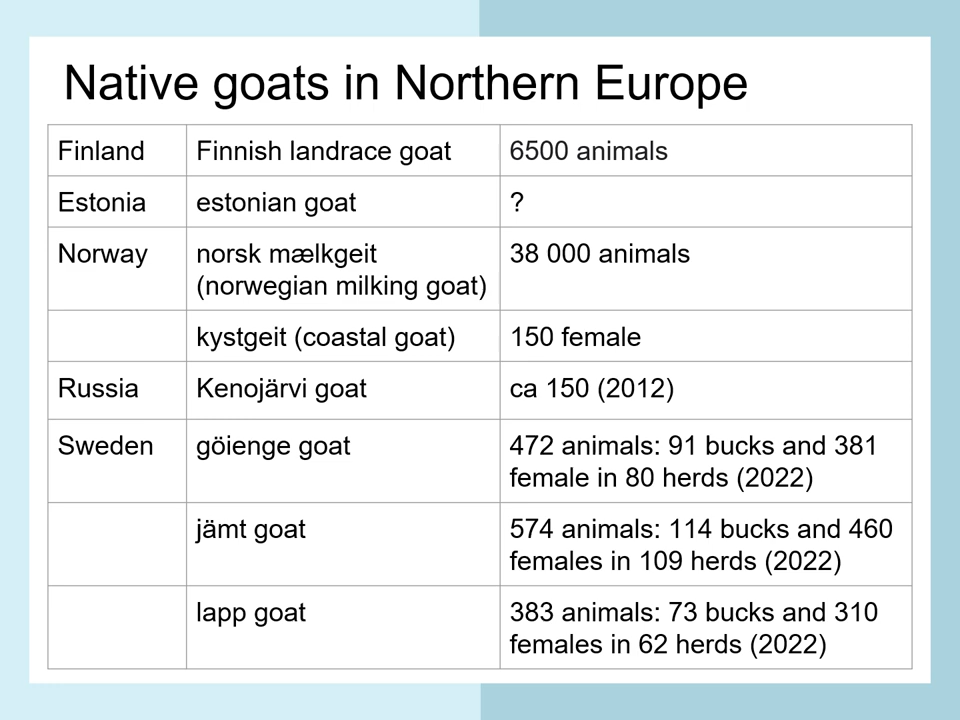 Native goats in Northern Europe
Finland Finnish landrace goat 6500 animals
Estonia estonian goat ?
Norway norsk mælkgeit 38 000 animals
(norwegian milking goat)
kystgeit (coastal goat) 150 female
Russia Kenojärvi goat ca 150 (2012)
Sweden göienge goat 472 animals: 91 bucks and 381
female in 80 herds (2022)
jämt goat 574 animals: 114 bucks and 460
females in 109 herds (2022)
lapp goat 383 animals: 73 bucks and 310
females in 62 herds (2022)